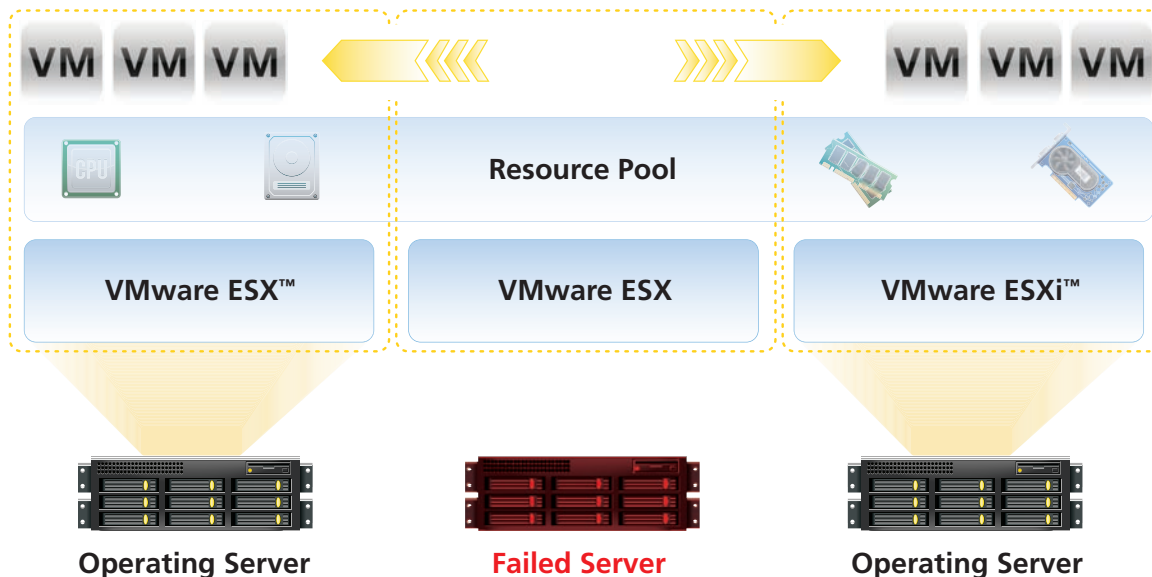 VM VM VM VM VM VM
CPU
Resource Pool
VMware ESX™
VMware ESX
VMware ESXi™
Operating Server
Failed Server
Operating Server